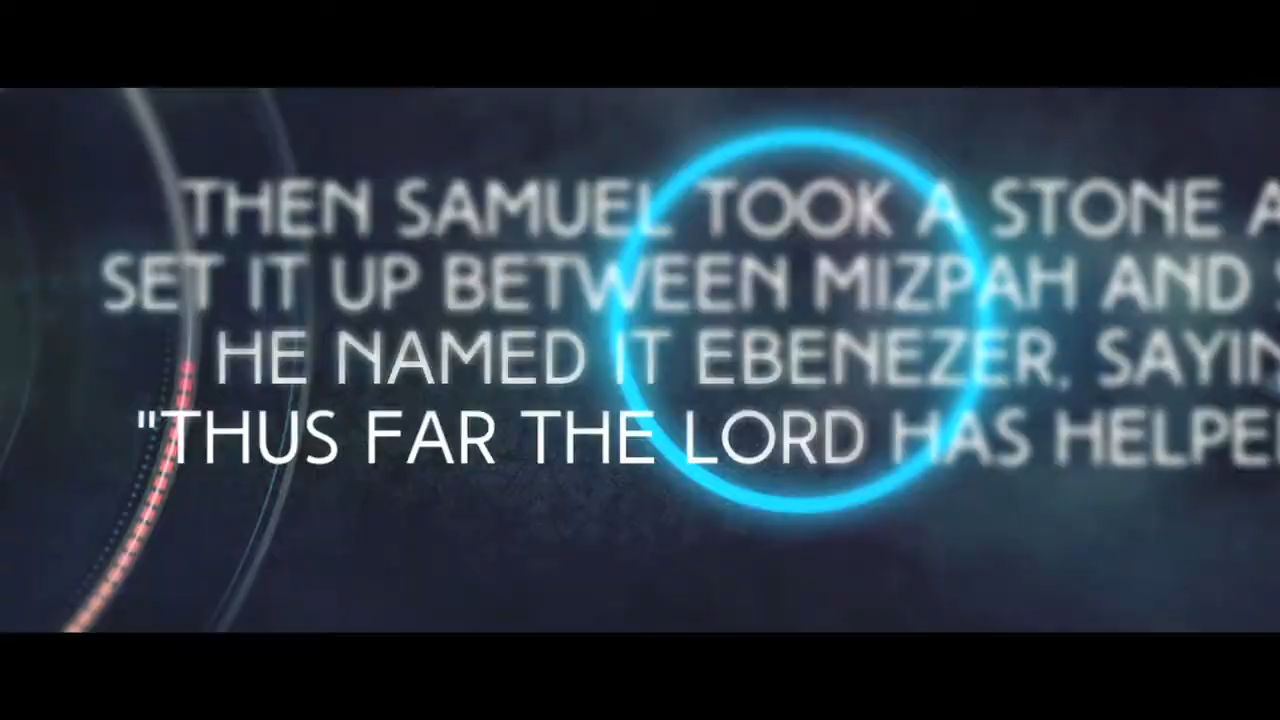 THEN SAMUEL TOOK A STONE
SET IT UP BETWEEN MIZPAH AND
HE NAMED IT EBENEZER, SAYIN
"THUS FAR THE LORD HAS HELPE